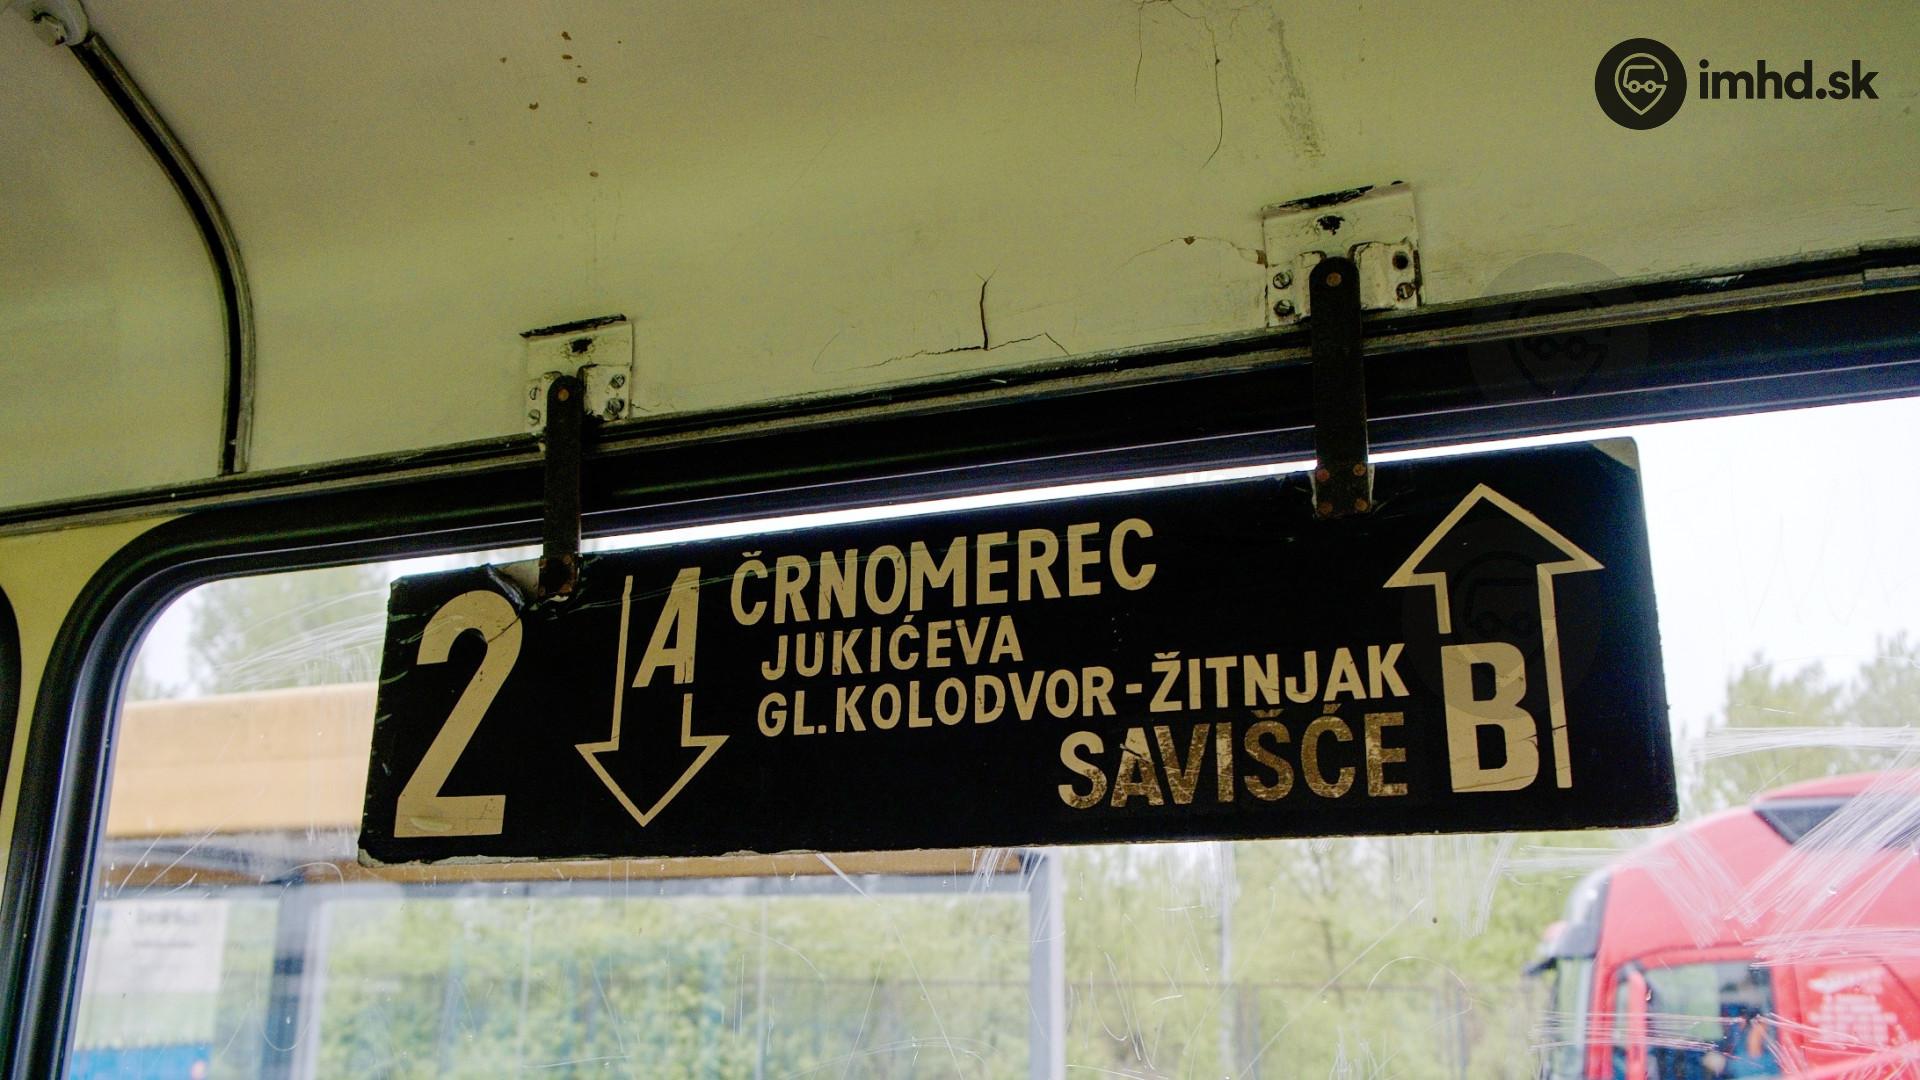 imhd.sk
2
A
ČRNOMEREC
JUKIĆEVA
GL. KOLODVOR - ŽITNJAK
SAVIŠĆE
B